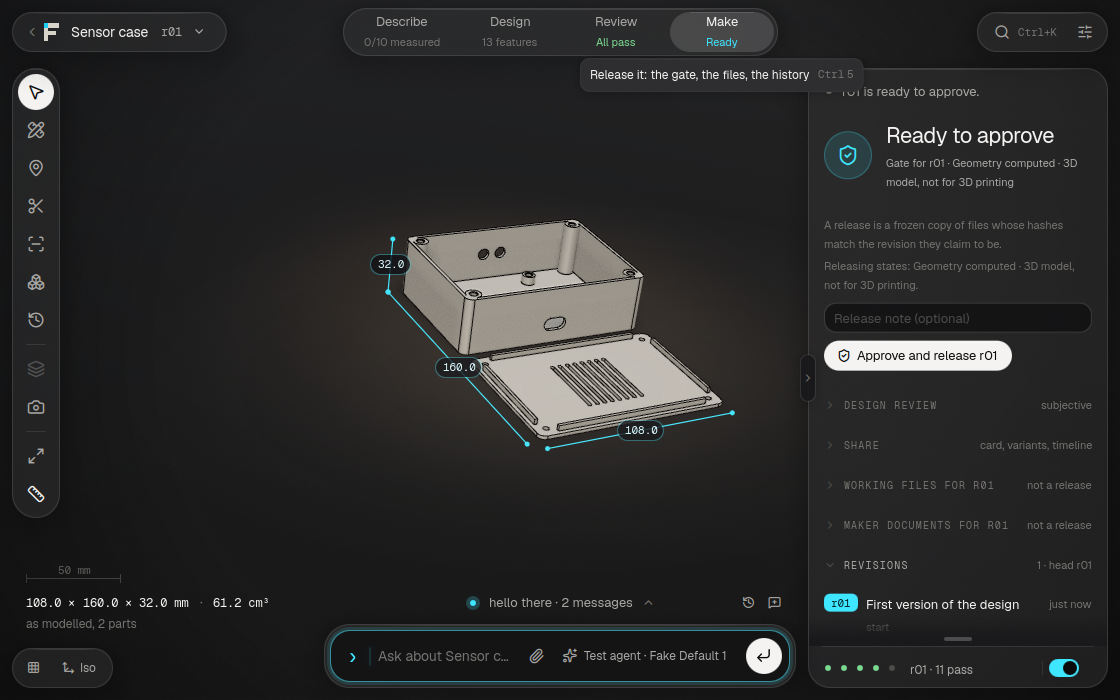 Sensor case r01
Describe
0/10 measured
Design
13 features
Review
All pass
Make
Ready
Ctrl+K
Release it: the gate, the files, the history Ctrl 5
r01 is ready to approve.
Ready to approve
Gate for r01 · Geometry computed · 3D
model, not for 3D printing
A release is a frozen copy of files whose hashes
match the revision they claim to be.
Releasing states: Geometry computed · 3D model,
not for 3D printing.
Release note (optional)
Approve and release r01
DESIGN REVIEW subjective
SHARE card, variants, timeline
WORKING FILES FOR R01 not a release
MAKER DOCUMENTS FOR R01 not a release
REVISIONS 1 · head r01
r01 First version of the design just now
start
r01 · 11 pass
32.0
160.0
108.0
50 mm
108.0 × 160.0 × 32.0 mm · 61.2 cm³
as modelled, 2 parts
Iso
hello there · 2 messages
Ask about Sensor c… Test agent · Fake Default 1